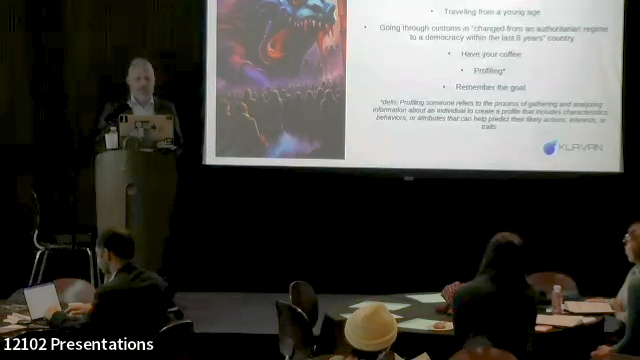 • Traveling from a young age
• Going through customs in "changed from an authoritarian regime
to a democracy within the last 8 years" country
• Have your coffee
• Profiling*
• Remember the goal
*defn: Profiling someone refers to the process of gathering and analyzing
information about an individual to create a profile that includes characteristics,
behaviors, or attributes that can help predict their likely actions, interests, or
traits
KLAVAN
12102 Presentations